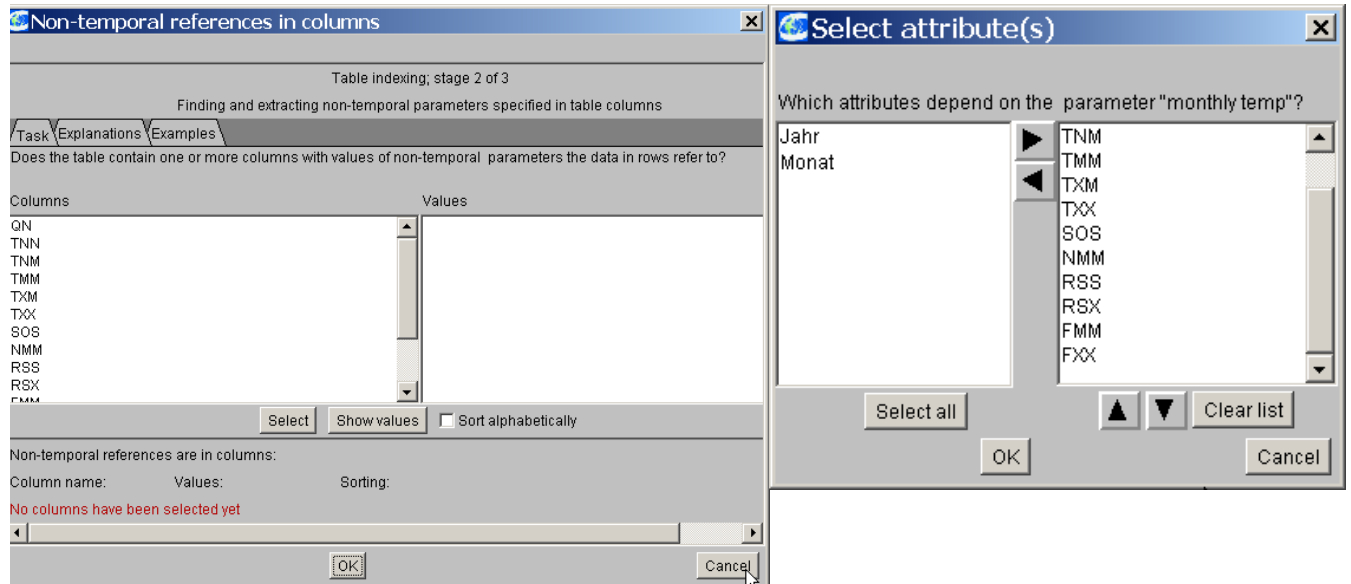 Non-temporal references in columns
Table indexing; stage 2 of 3
Finding and extracting non-temporal parameters specified in table columns
Task Explanations Examples
Does the table contain one or more columns with values of non-temporal parameters the data in rows refer to?
Columns Values
QN
TNN
TNM
TMM
TXM
TXX
SOS
NMM
RSS
RSX
FMM
Select Show values Sort alphabetically
Non-temporal references are in columns:
Column name: Values: Sorting:
No columns have been selected yet
OK Cancel
Select attribute(s)
Which attributes depend on the parameter "monthly temp"?
Jahr
Monat
TNM
TMM
TXM
TXX
SOS
NMM
RSS
RSX
FMM
FXX
Select all Clear list
OK Cancel